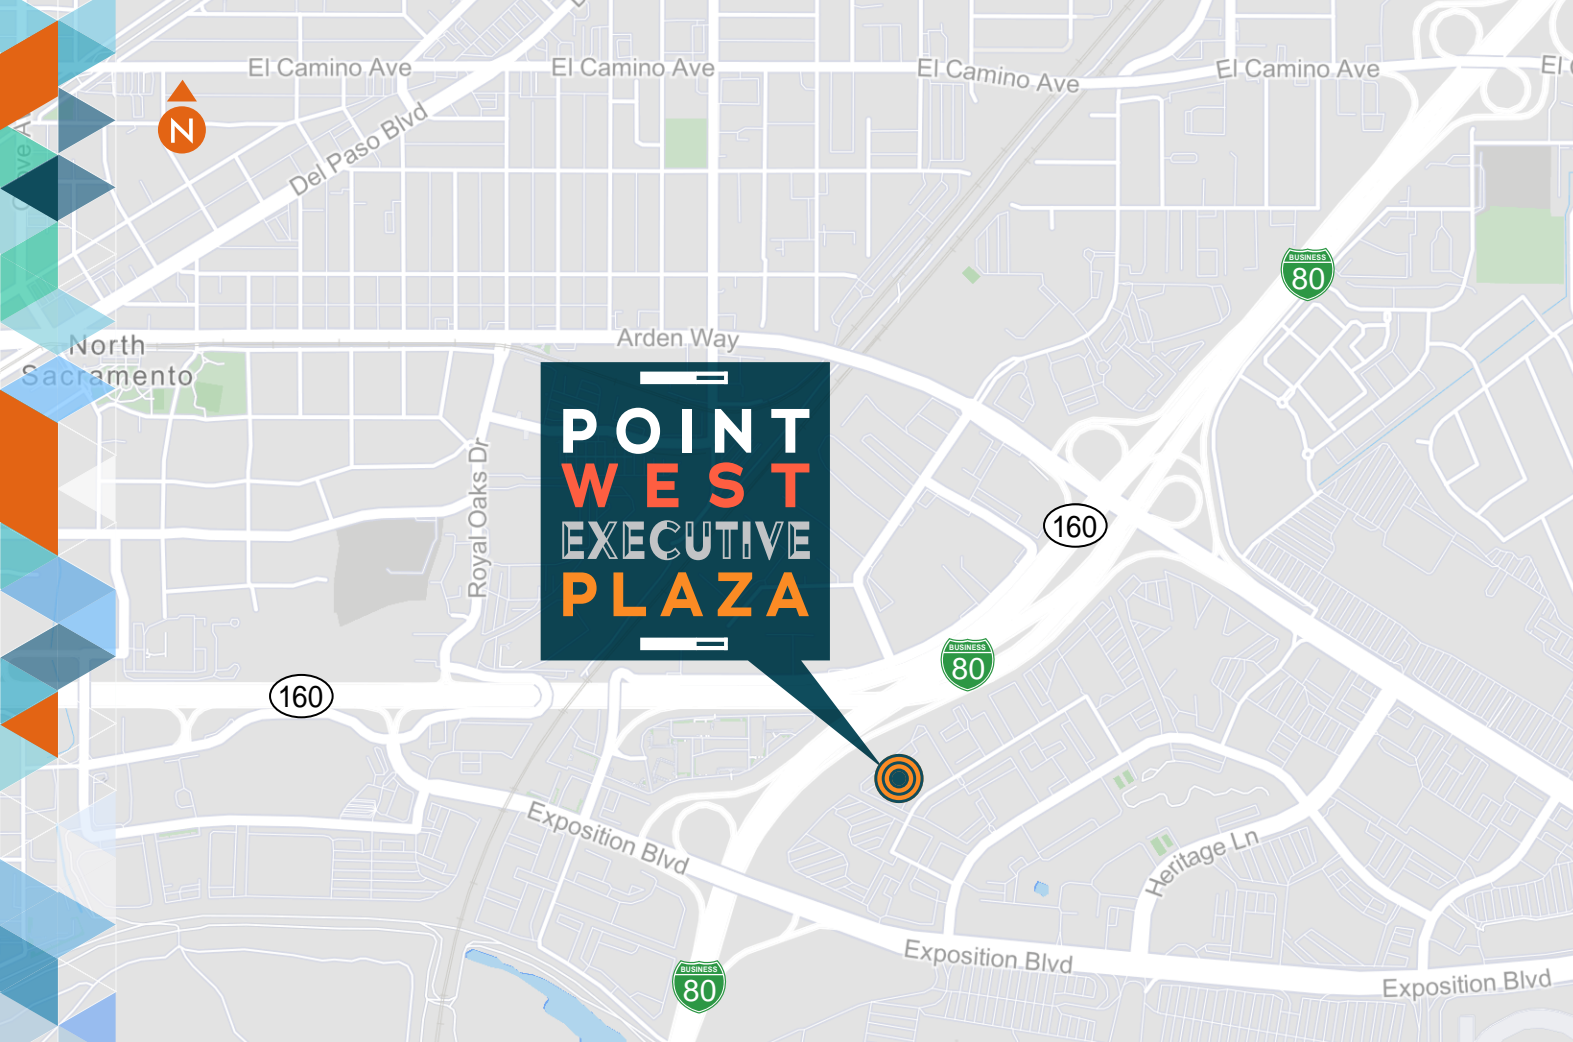 El Camino Ave
El Camino Ave
El Camino Ave
El Camino Ave
El
N
Del Paso Blvd
BUSINESS
80
North
Sacramento
Arden Way
POINT
WEST
EXECUTIVE
PLAZA
Royal Oaks Dr
160
BUSINESS
80
160
Exposition Blvd
Heritage Ln
Exposition Blvd
BUSINESS
80
Exposition Blvd